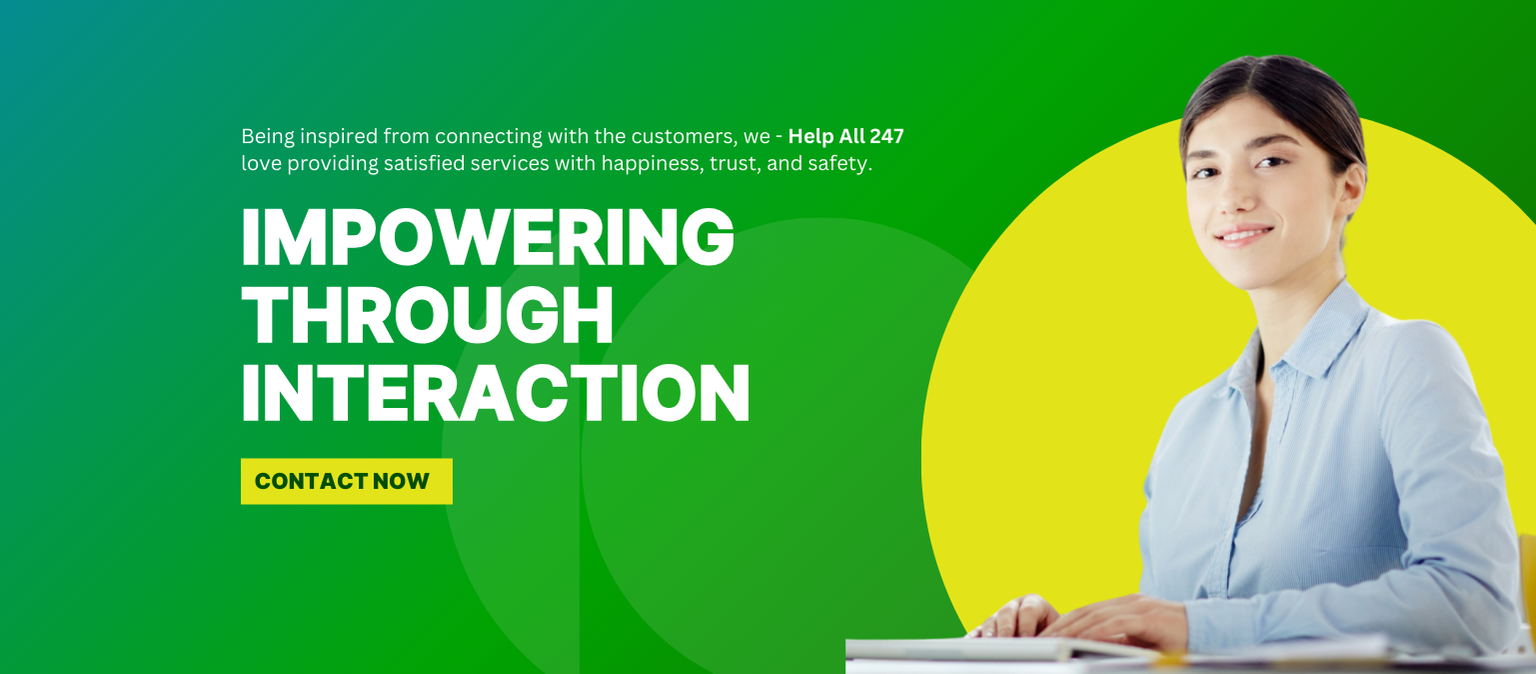 Being inspired from connecting with the customers, we - Help All 247
love providing satisfied services with happiness, trust, and safety.
IMPOWERING
THROUGH
INTERACTION
CONTACT NOW